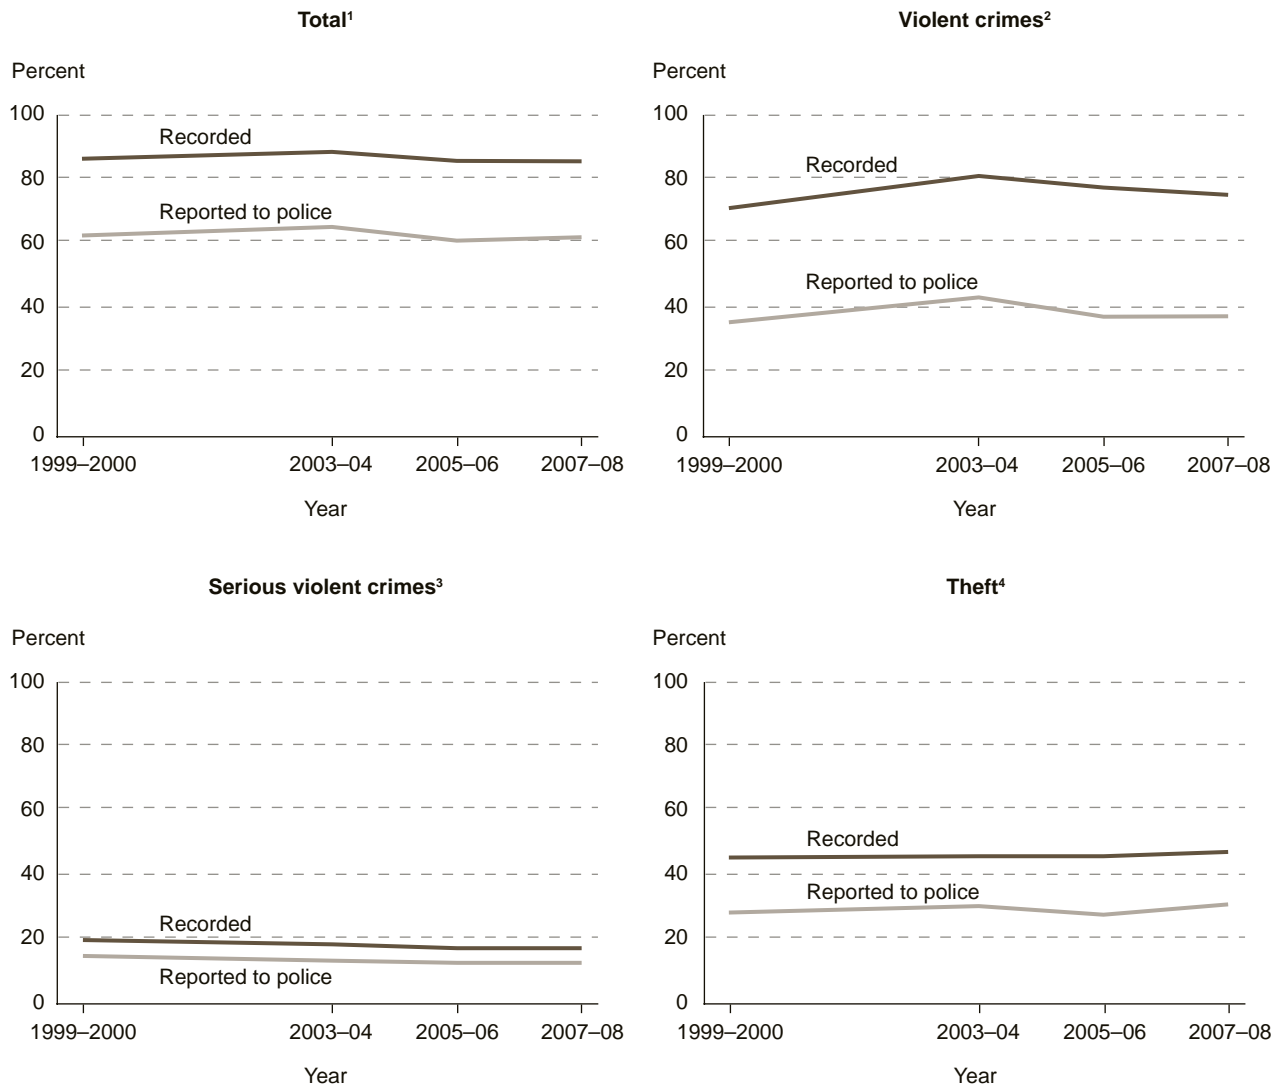 Total¹
Percent
100
80
60
40
20
0
Recorded
Reported to police
1999–2000 2003–04 2005–06 2007–08
Year
Violent crimes²
Percent
100
80
60
40
20
0
Recorded
Reported to police
1999–2000 2003–04 2005–06 2007–08
Year
Serious violent crimes³
Percent
100
80
60
40
20
0
Recorded
Reported to police
1999–2000 2003–04 2005–06 2007–08
Year
Theft⁴
Percent
100
80
60
40
20
0
Recorded
Reported to police
1999–2000 2003–04 2005–06 2007–08
Year